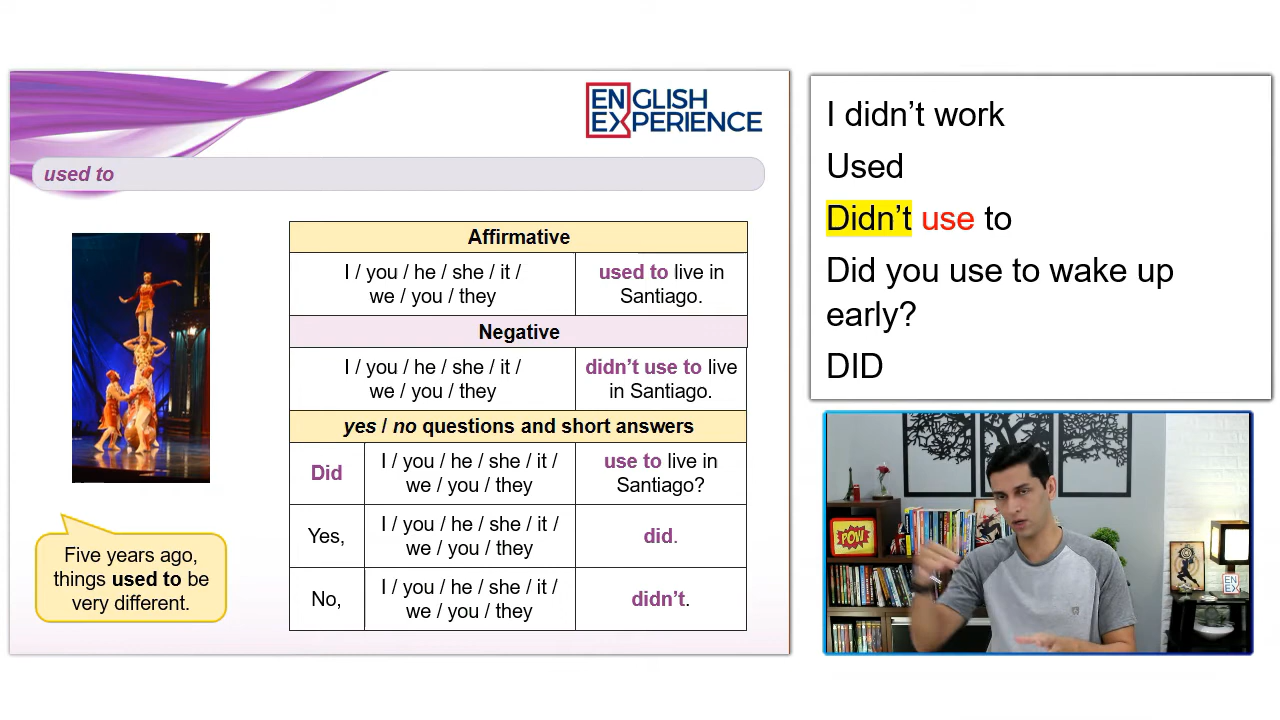 ENGLISH
EXPERIENCE
used to
Affirmative
I / you / he / she / it /
we / you / they
used to live in
Santiago.
Negative
I / you / he / she / it /
we / you / they
didn’t use to live
in Santiago.
yes / no questions and short answers
Did
I / you / he / she / it /
we / you / they
use to live in
Santiago?
Yes,
I / you / he / she / it /
we / you / they
did.
No,
I / you / he / she / it /
we / you / they
didn’t.
Five years ago,
things used to be
very different.
I didn’t work
Used
Didn’t use to
Did you use to wake up
early?
DID
POW
EN
EX